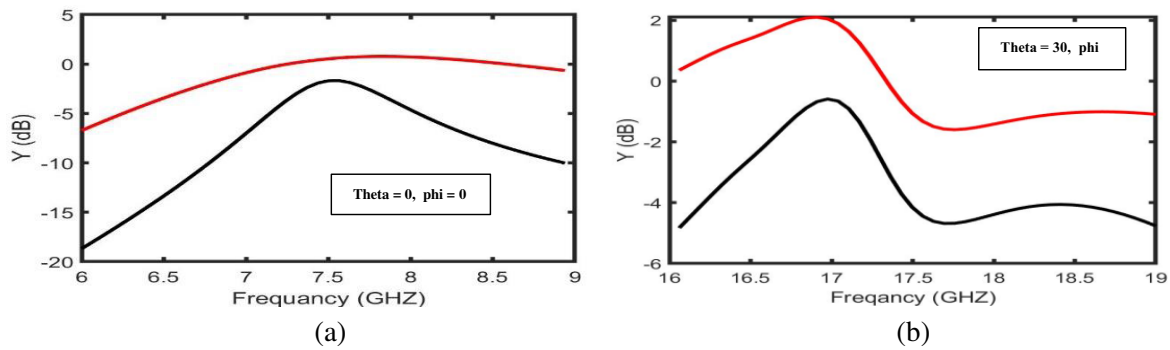 5
0
-5
-10
-15
-20
Y (dB)
Theta = 0, phi = 0
6 6.5 7 7.5 8 8.5 9
Frequancy (GHZ)
(a)
2
0
-2
-4
-6
Y (dB)
Theta = 30, phi
16 16.5 17 17.5 18 18.5 19
Freqancy (GHZ)
(b)